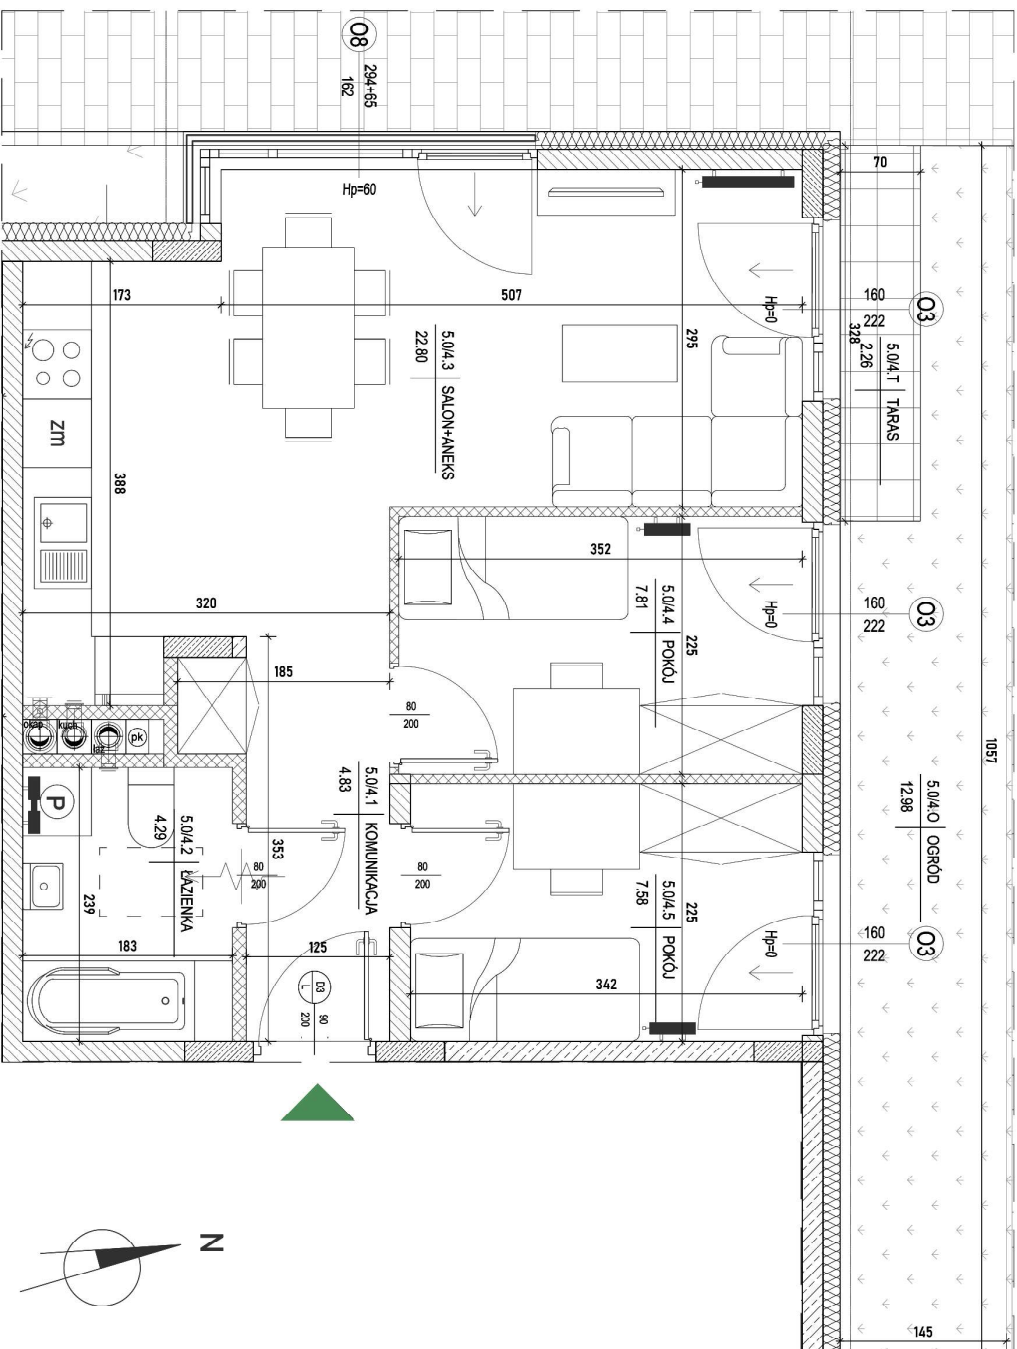 O8
294+65
162
Hp=60
70
173
507
Hp=0
160
222
O3
328
5.0/4.T TARAS
2.26
295
5.0/4.3 SALON+ANEKS
22.80
zm
388
352
320
185
5.0/4.4 POKÓJ
7.81
225
Hp=0
160
222
O3
80
200
okap
kuch
łaz
pk
P
1057
5.0/4.O OGRÓD
12.98
5.0/4.1 KOMUNIKACJA
4.83
5.0/4.2 ŁAZIENKA
4.29
353
80
200
80
200
239
183
125
5.0/4.5 POKÓJ
7.58
225
Hp=0
160
222
O3
342
D3
L
90
200
N
145